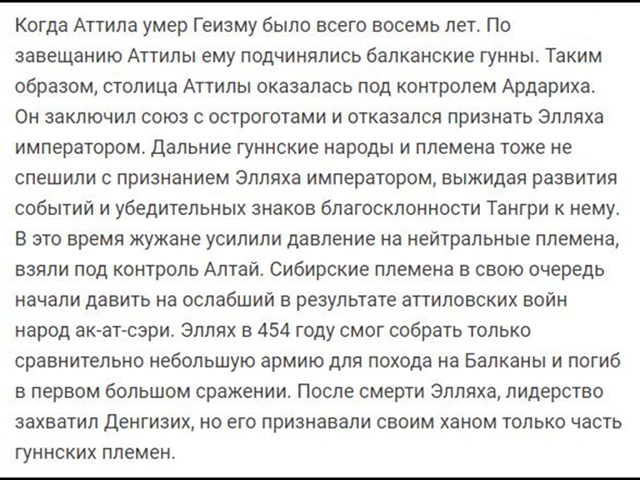 Когда Аттила умер Геизму было всего восемь лет. По
завещанию Аттилы ему подчинялись балканские гунны. Таким
образом, столица Аттилы оказалась под контролем Ардариха.
Он заключил союз с остроготами и отказался признать Элляха
императором. Дальние гуннские народы и племена тоже не
спешили с признанием Элляха императором, выжидая развития
событий и убедительных знаков благосклонности Тангри к нему.
В это время жужане усилили давление на нейтральные племена,
взяли под контроль Алтай. Сибирские племена в свою очередь
начали давить на ослабший в результате аттиловских войн
народ ак-ат-сэри. Эллях в 454 году смог собрать только
сравнительно небольшую армию для похода на Балканы и погиб
в первом большом сражении. После смерти Элляха, лидерство
захватил Денгизих, но его признавали своим ханом только часть
гуннских племен.